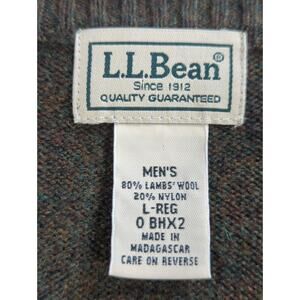 L.L.Bean®
Since 1912
QUALITY GUARANTEED
MEN'S
80% LAMBS' WOOL
20% NYLON
L-REG
0 BHX2
MADE IN
MADAGASCAR
CARE ON REVERSE